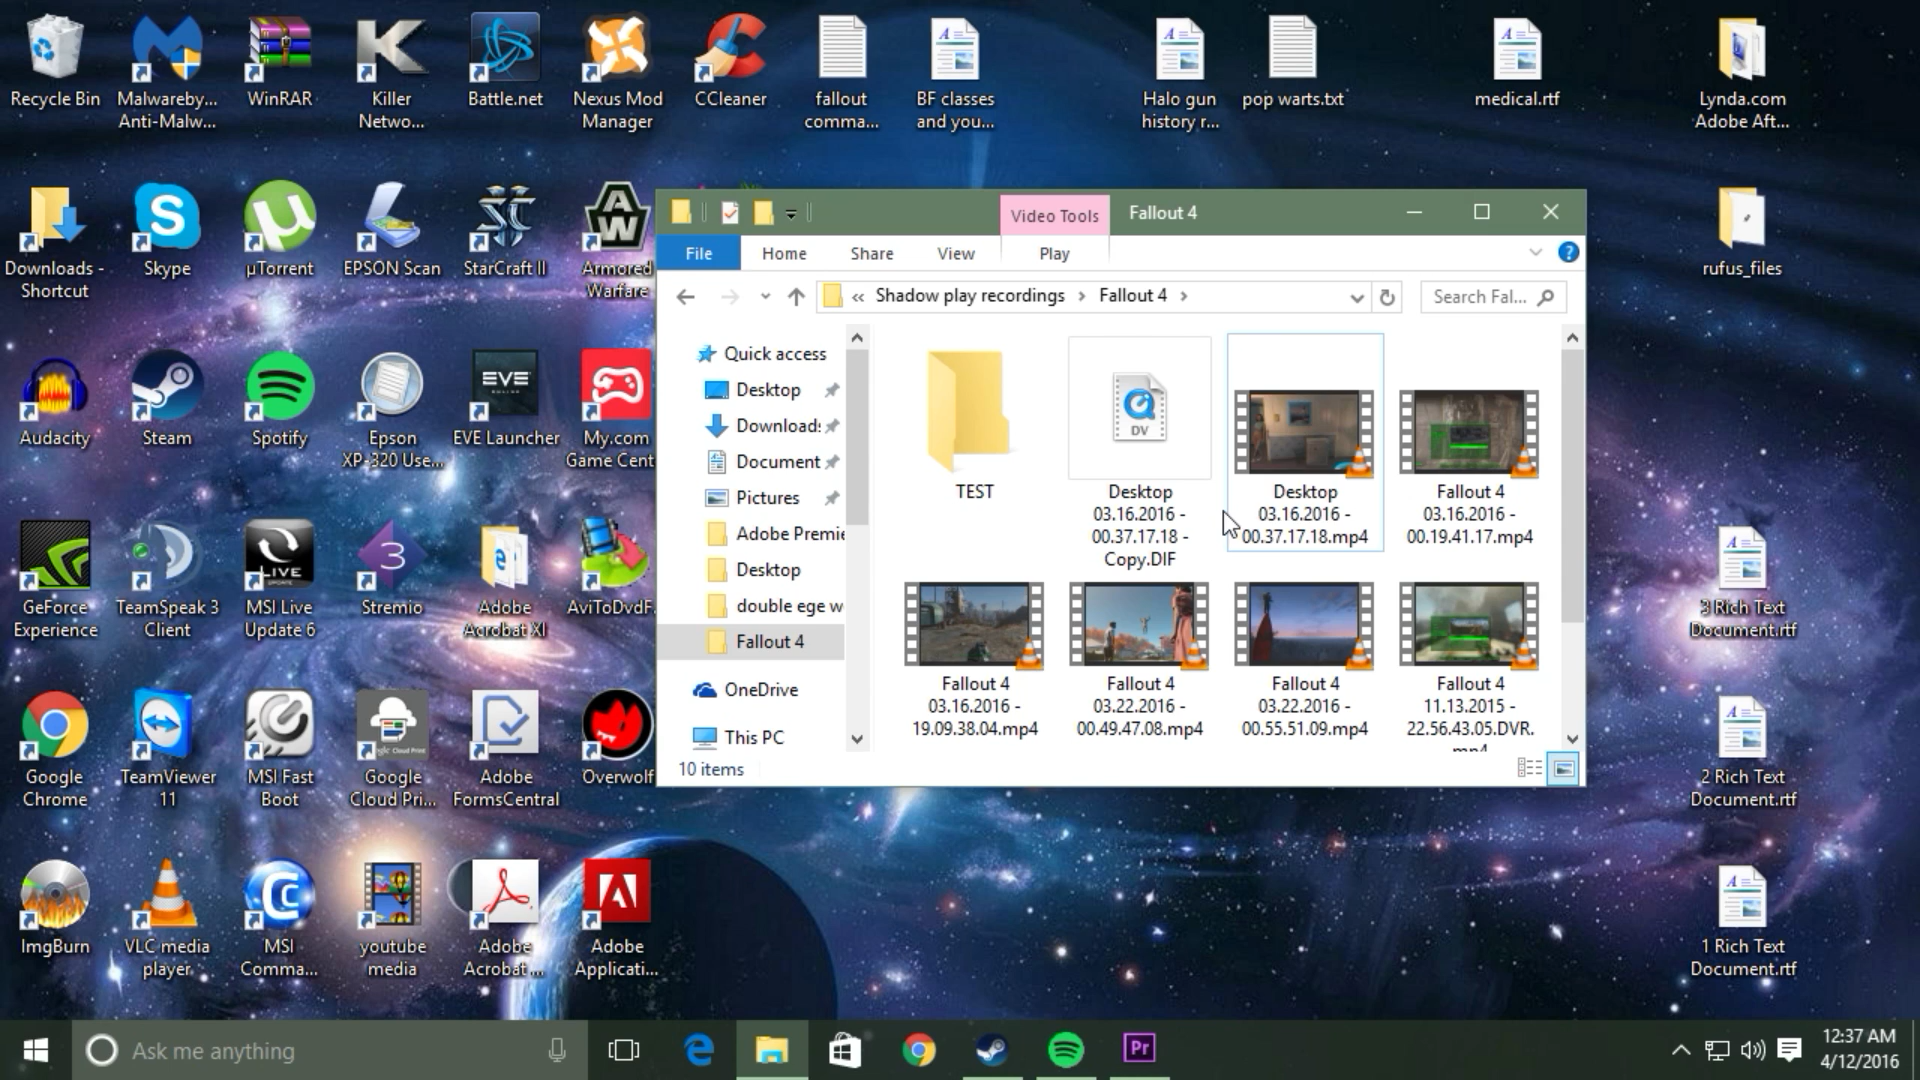 Recycle Bin
Malwareby...
Anti-Malw...
WinRAR
Killer
Netwo...
Battle.net
Nexus Mod
Manager
CCleaner
fallout
comma...
BF classes
and you...
Halo gun
history r...
pop warts.txt
medical.rtf
Lynda.com
Adobe Aft...
Downloads -
Shortcut
Skype
µTorrent
EPSON Scan
StarCraft II
AW
Armored
Warfare
rufus_files
Audacity
Steam
Spotify
Epson
XP-320 Use...
EVE
EVE Launcher
My.com
Game Cent
GeForce
Experience
TeamSpeak 3
Client
LIVE
MSI Live
Update 6
3
Stremio
Adobe
Acrobat XI
AviToDvdF
3 Rich Text
Document.rtf
Google
Chrome
TeamViewer
11
MSI Fast
Boot
gle Cloud Print
Google
Cloud Pri...
Adobe
FormsCentral
Overwolf
2 Rich Text
Document.rtf
ImgBurn
VLC media
player
MSI
Comma...
youtube
media
Adobe
Acrobat ...
Adobe
Applicati...
1 Rich Text
Document.rtf
Video Tools
Fallout 4
File
Home
Share
View
Play
« Shadow play recordings › Fallout 4 ›
Search Fal...
Quick access
Desktop
Download:
Document
Pictures
Adobe Premie
Desktop
double ege w
Fallout 4
OneDrive
This PC
TEST
DV
Desktop
03.16.2016 -
00.37.17.18 -
Copy.DIF
Desktop
03.16.2016 -
00.37.17.18.mp4
Fallout 4
03.16.2016 -
00.19.41.17.mp4
Fallout 4
03.16.2016 -
19.09.38.04.mp4
Fallout 4
03.22.2016 -
00.49.47.08.mp4
Fallout 4
03.22.2016 -
00.55.51.09.mp4
Fallout 4
11.13.2015 -
22.56.43.05.DVR.
mp4
10 items
Ask me anything
Pr
12:37 AM
4/12/2016